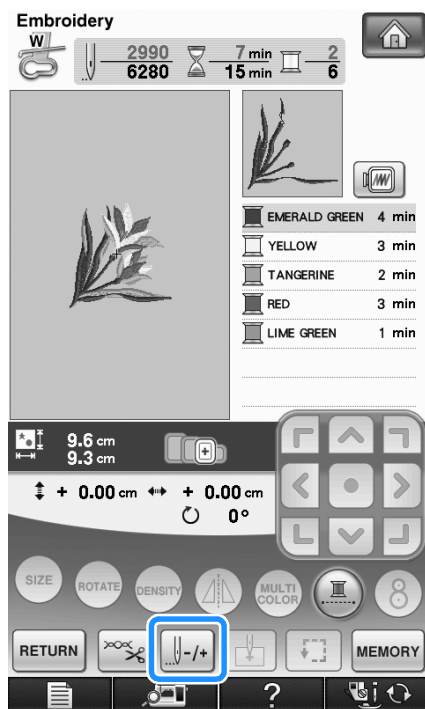 Embroidery
W
2990 7 min 2
6280 15 min 6
EMERALD GREEN 4 min
YELLOW 3 min
TANGERINE 2 min
RED 3 min
LIME GREEN 1 min
9.6 cm
9.3 cm
+ 0.00 cm + 0.00 cm
0°
SIZE ROTATE DENSITY MULTI COLOR 8
RETURN -/+ MEMORY
?